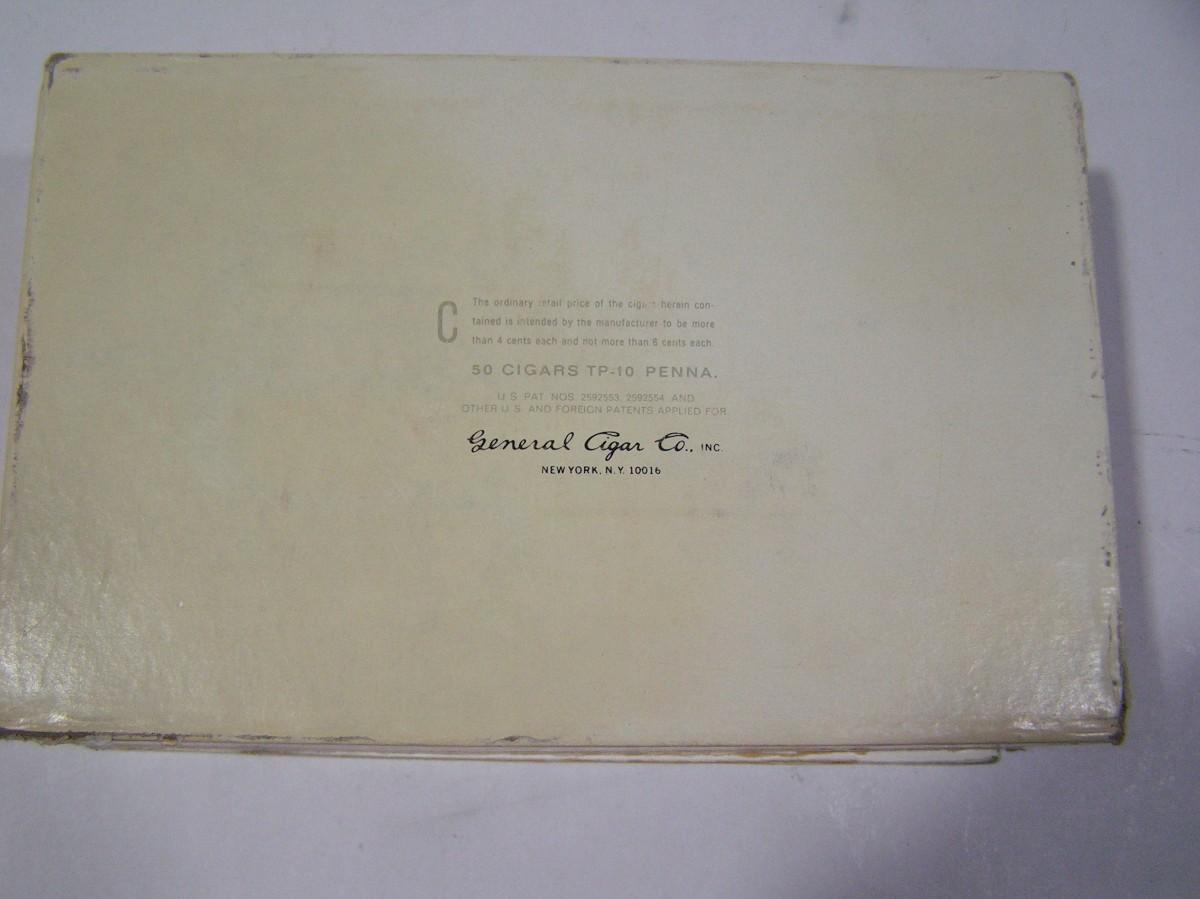 C
The ordinary retail price of the cigars herein con-
tained is intended by the manufacturer to be more
than 4 cents each and not more than 6 cents each.
50 CIGARS TP-10 PENNA.
U.S. PAT. NOS. 2592553, 2592554 AND
OTHER U.S. AND FOREIGN PATENTS APPLIED FOR
General Cigar Co., INC.
NEW YORK, N.Y. 10016